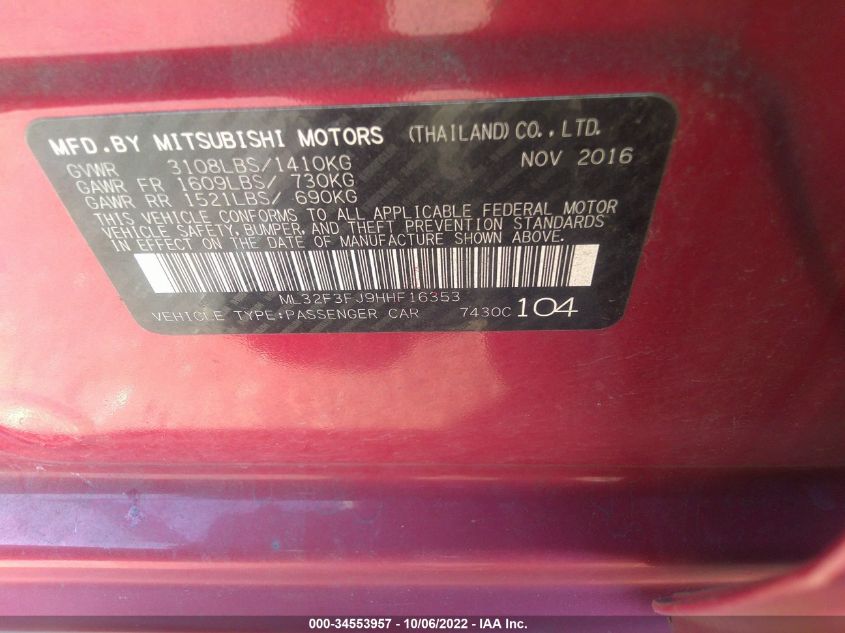 MFD.BY MITSUBISHI MOTORS (THAILAND) CO., LTD.
GVWR 3108LBS/1410KG NOV 2016
GAWR FR 1609LBS/ 730KG
GAWR RR 1521LBS/ 690KG
THIS VEHICLE CONFORMS TO ALL APPLICABLE FEDERAL MOTOR
VEHICLE SAFETY, BUMPER, AND THEFT PREVENTION STANDARDS
IN EFFECT ON THE DATE OF MANUFACTURE SHOWN ABOVE.
ML32F3FJ9HHF16353
VEHICLE TYPE:PASSENGER CAR 7430C 104
000-34553957 - 10/06/2022 - IAA Inc.